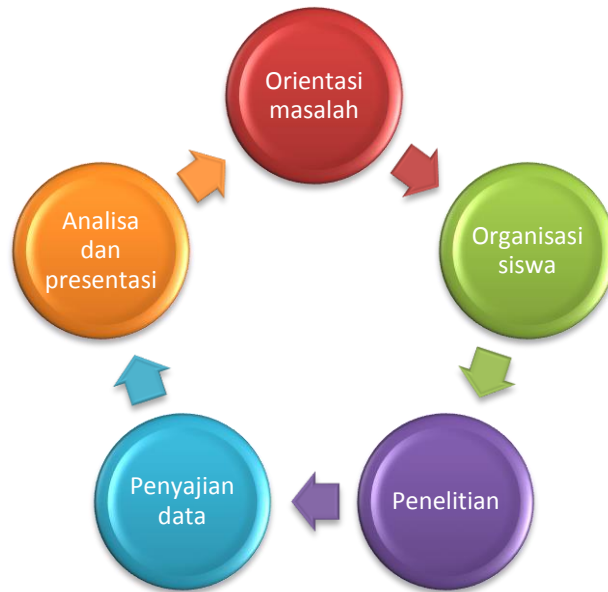 Orientasi
masalah
Organisasi
siswa
Penelitian
Penyajian
data
Analisa
dan
presentasi